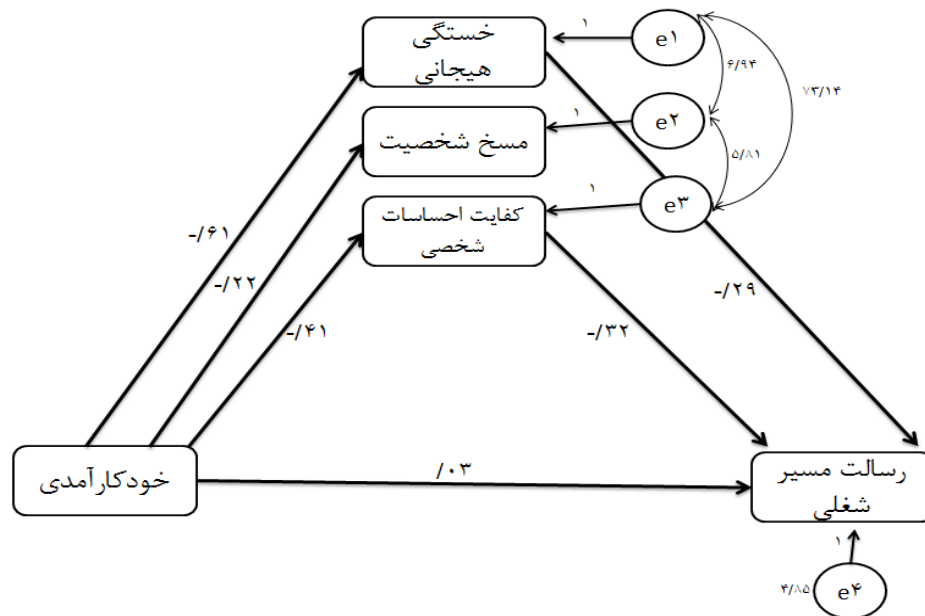 خستگی
هیجانی
۱
e۱
۶/۹۴
۷۳/۱۴
مسخ شخصیت
۱
e۲
۵/۸۱
کفایت احساسات
شخصی
۱
e۳
-/۶۱
-/۲۲
-/۴۱
-/۳۲
-/۲۹
خودکارآمدی
/۰۳
رسالت مسیر
شغلی
۱
۴/۸۵
e۴